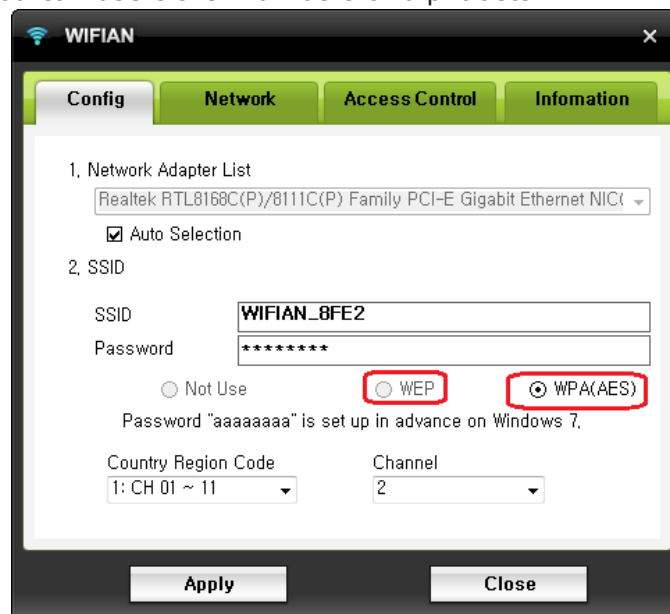 WIFIAN
Config Network Access Control Infomation
1, Network Adapter List
Realtek RTL8168C(P)/8111C(P) Family PCI-E Gigabit Ethernet NIC(
Auto Selection
2, SSID
SSID WIFIAN_8FE2
Password ********
Not Use WEP WPA(AES)
Password "aaaaaaaa" is set up in advance on Windows 7,
Country Region Code Channel
1: CH 01 ~ 11 2
Apply Close